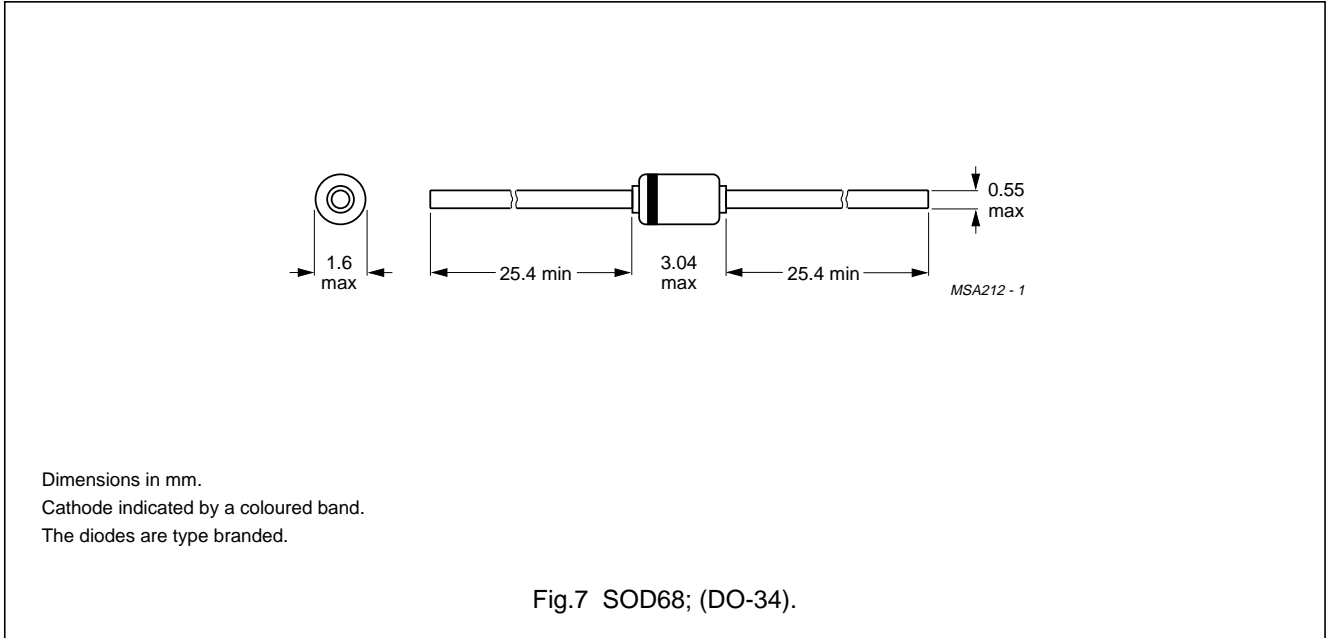 0.55
max
1.6
max
25.4 min
3.04
max
25.4 min
MSA212 - 1
Dimensions in mm.
Cathode indicated by a coloured band.
The diodes are type branded.
Fig.7 SOD68; (DO-34).